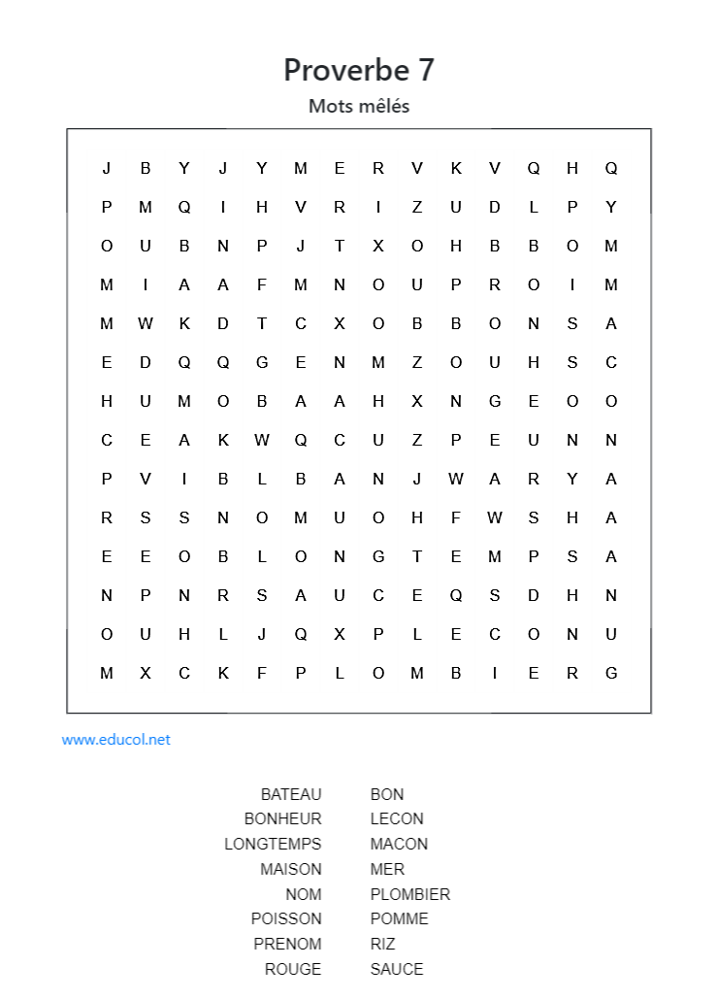 Proverbe 7
Mots mêlés
J B Y J Y M E R V K V Q H Q
P M Q I H V R I Z U D L P Y
O U B N P J T X O H B B O M
M I A A F M N O U P R O I M
M W K D T C X O B B O N S A
E D Q Q G E N M Z O U H S C
H U M O B A A H X N G E O O
C E A K W Q C U Z P E U N N
P V I B L B A N J W A R Y A
R S S N O M U O H F W S H A
E E O B L O N G T E M P S A
N P N R S A U C E Q S D H N
O U H L J Q X P L E C O N U
M X C K F P L O M B I E R G
www.educol.net
BATEAU BON
BONHEUR LECON
LONGTEMPS MACON
MAISON MER
NOM PLOMBIER
POISSON POMME
PRENOM RIZ
ROUGE SAUCE